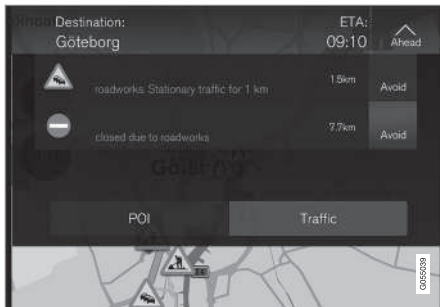 Destination:
Göteborg
ETA:
09:10
Ahead
roadworks. Stationary traffic for 1 km
1.5km
Avoid
closed due to roadworks
7.7km
Avoid
POI
Traffic
G055039